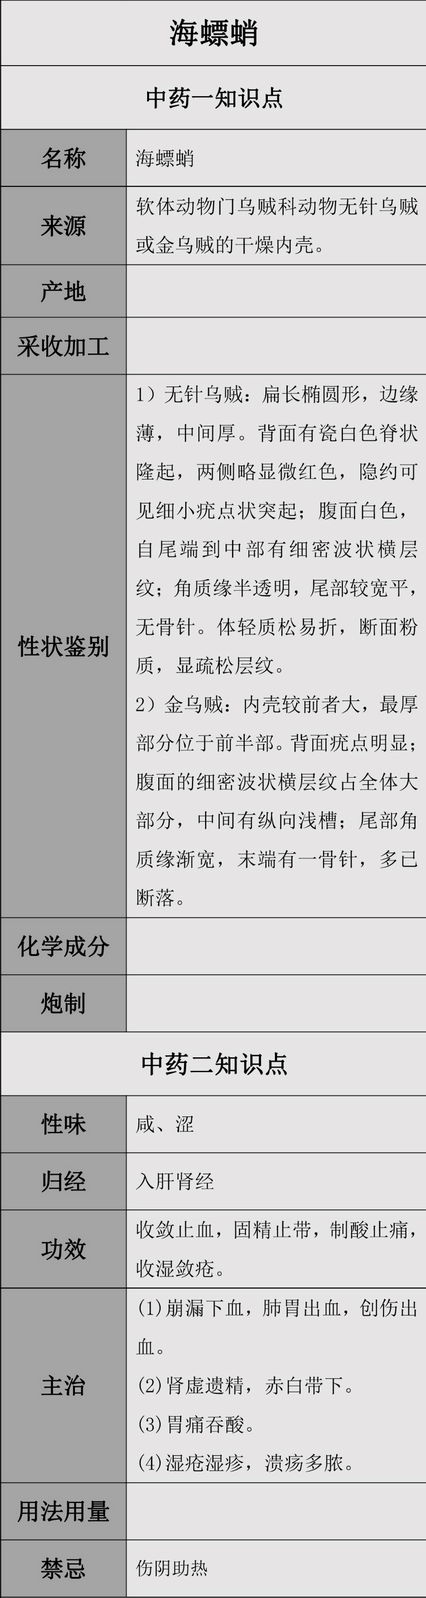 海螵蛸
中药一知识点
名称
海螵蛸
来源
软体动物门乌贼科动物无针乌贼
或金乌贼的干燥内壳。
产地
采收加工
性状鉴别
1）无针乌贼：扁长椭圆形，边缘
薄，中间厚。背面有瓷白色脊状
隆起，两侧略显微红色，隐约可
见细小疣点状突起；腹面白色，
自尾端到中部有细密波状横层
纹；角质缘半透明，尾部较宽平，
无骨针。体轻质松易折，断面粉
质，显疏松层纹。
2）金乌贼：内壳较前者大，最厚
部分位于前半部。背面疣点明显；
腹面的细密波状横层纹占全体大
部分，中间有纵向浅槽；尾部角
质缘渐宽，末端有一骨针，多已
断落。
化学成分
炮制
中药二知识点
性味
咸、涩
归经
入肝肾经
功效
收敛止血，固精止带，制酸止痛，
收湿敛疮。
主治
(1)崩漏下血，肺胃出血，创伤出
血。
(2)肾虚遗精，赤白带下。
(3)胃痛吞酸。
(4)湿疮湿疹，溃疡多脓。
用法用量
禁忌
伤阴助热